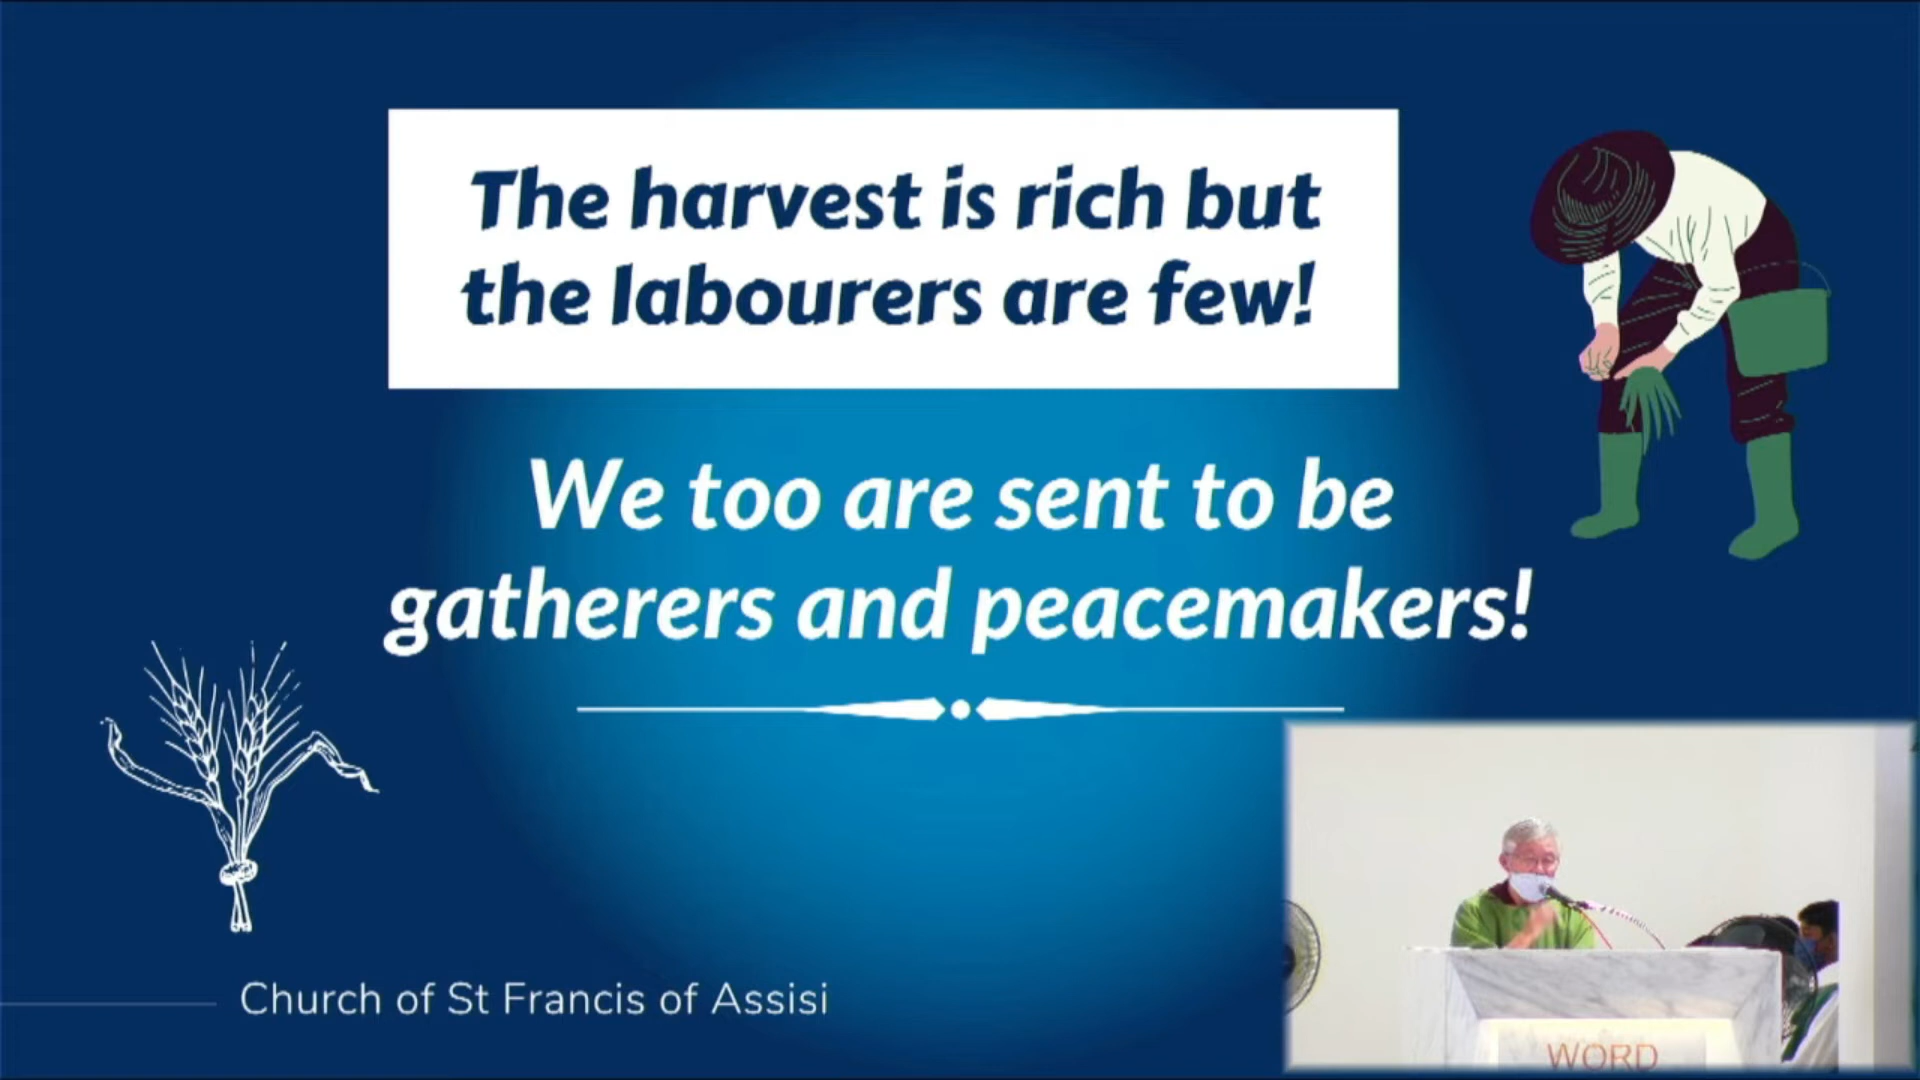 The harvest is rich but
the labourers are few!
We too are sent to be
gatherers and peacemakers!
Church of St Francis of Assisi
WORD